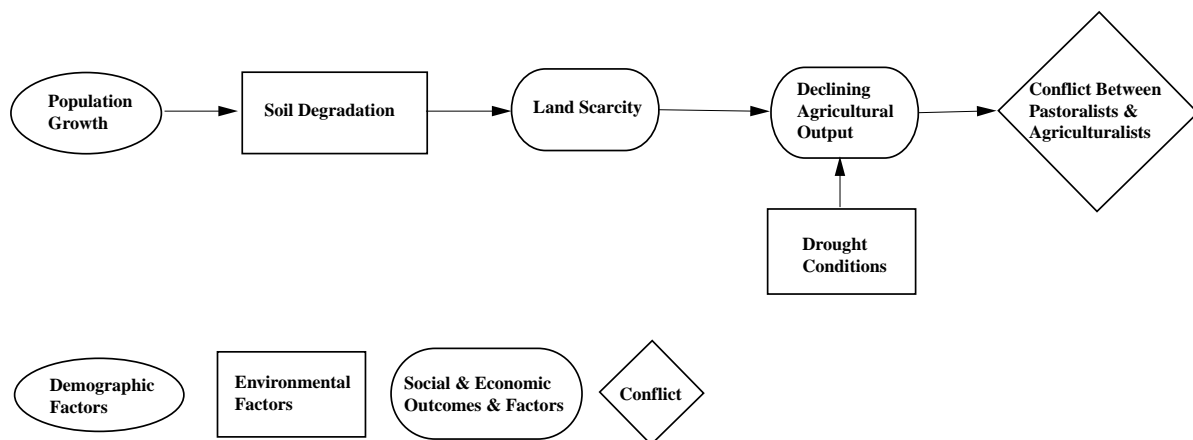 Population
Growth
Soil Degradation
Land Scarcity
Declining
Agricultural
Output
Conflict Between
Pastoralists &
Agriculturalists
Drought
Conditions
Demographic
Factors
Environmental
Factors
Social & Economic
Outcomes & Factors
Conflict